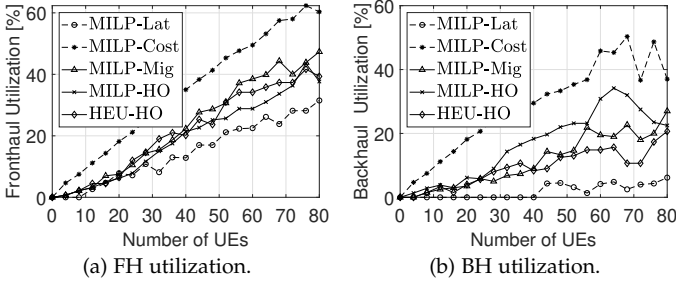 Fronthaul Utilization [%]
60
40
20
0
MILP-Lat
MILP-Cost
MILP-Mig
MILP-HO
HEU-HO
0 10 20 30 40 50 60 70 80
Number of UEs
(a) FH utilization.
Backhaul Utilization [%]
60
40
20
0
MILP-Lat
MILP-Cost
MILP-Mig
MILP-HO
HEU-HO
0 10 20 30 40 50 60 70 80
Number of UEs
(b) BH utilization.